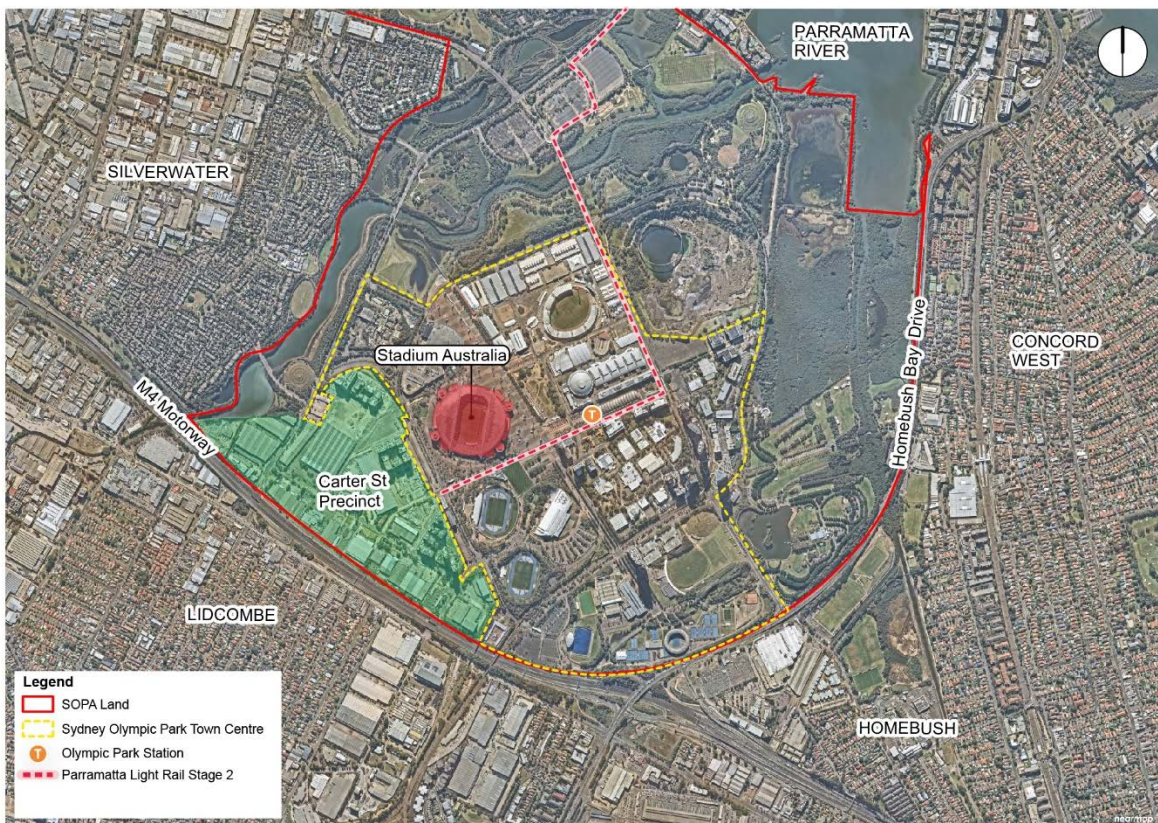 PARRAMATTA
RIVER
SILVERWATER
Stadium Australia
M4 Motorway
Carter St
Precinct
T
Homebush Bay Drive
CONCORD
WEST
LIDCOMBE
HOMEBUSH
Legend
SOPA Land
Sydney Olympic Park Town Centre
T
Olympic Park Station
Parramatta Light Rail Stage 2
nearmap